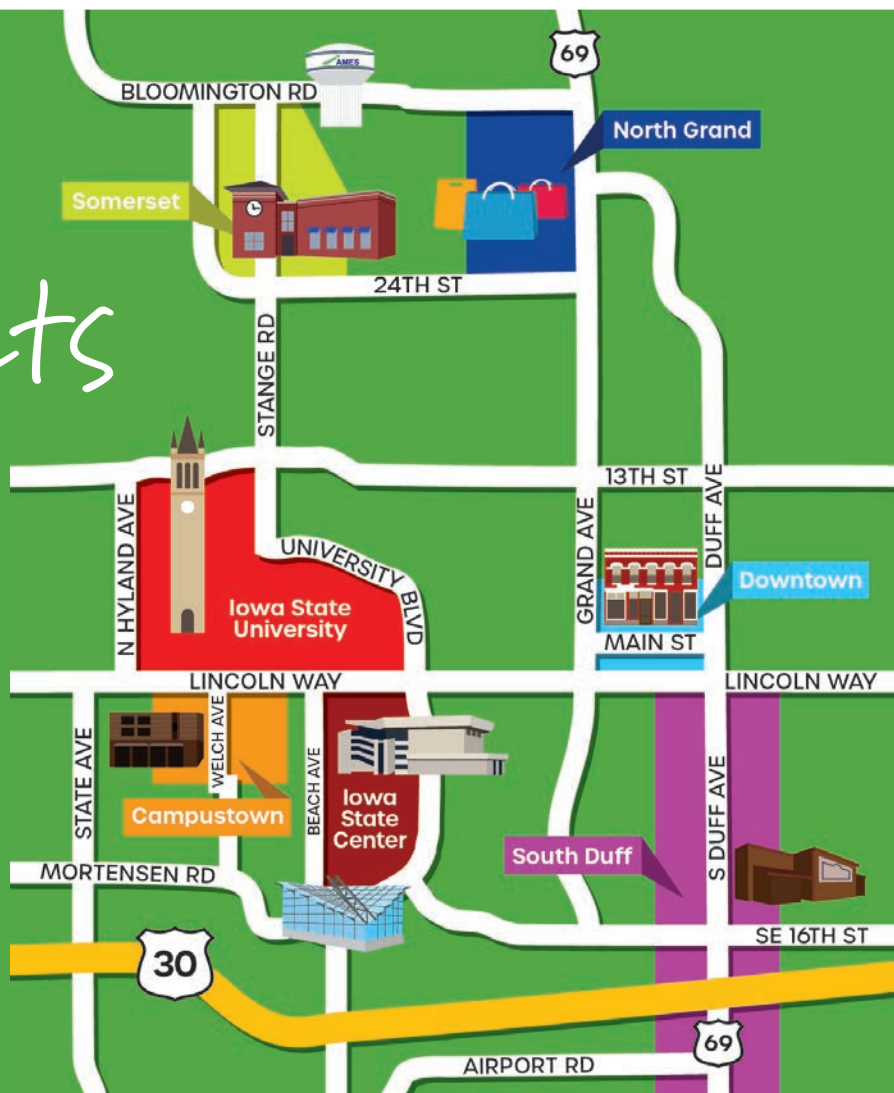 69
AMES
BLOOMINGTON RD
North Grand
Somerset
24TH ST
cts
STANGE RD
13TH ST
N HYLAND AVE
UNIVERSITY BLVD
GRAND AVE
DUFF AVE
Downtown
Iowa State
University
MAIN ST
LINCOLN WAY
LINCOLN WAY
STATE AVE
WELCH AVE
BEACH AVE
Iowa
State
Center
Campustown
S DUFF AVE
South Duff
MORTENSEN RD
SE 16TH ST
30
69
AIRPORT RD